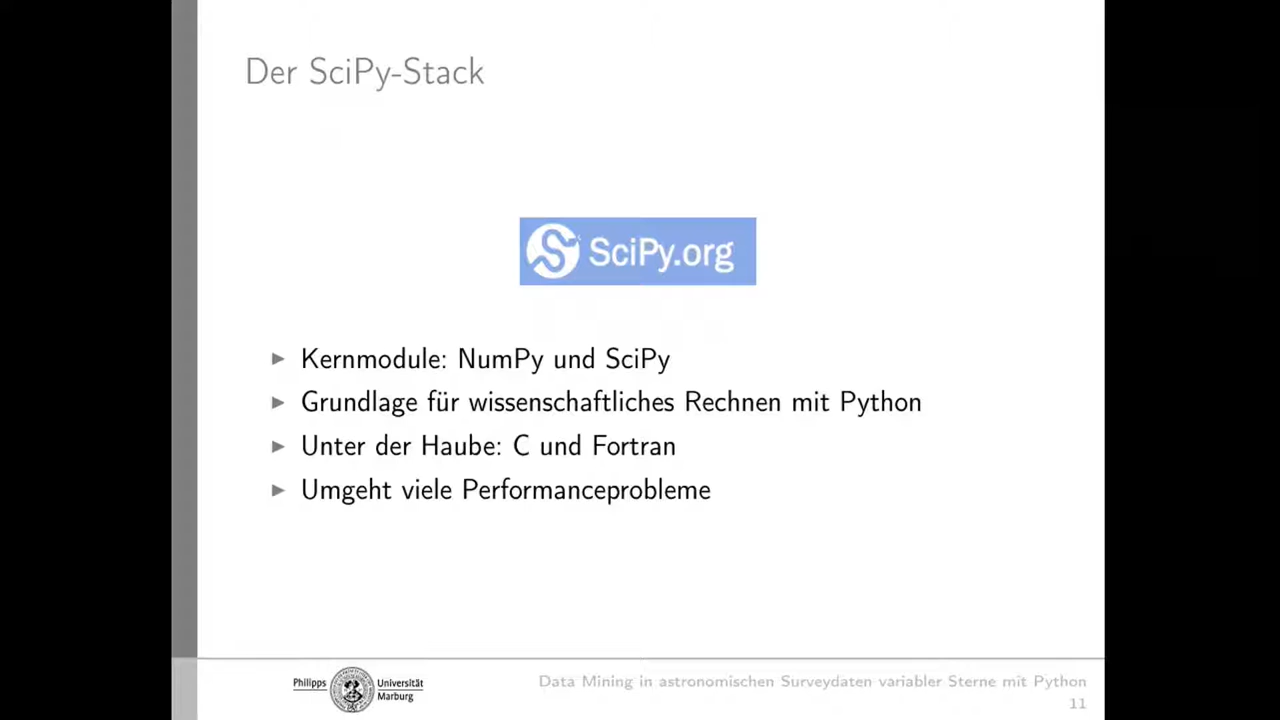 Der SciPy-Stack
SciPy.org
Kernmodule: NumPy und SciPy
Grundlage für wissenschaftliches Rechnen mit Python
Unter der Haube: C und Fortran
Umgeht viele Performanceprobleme
Philipps Universität
Marburg
Data Mining in astronomischen Surveydaten variabler Sterne mit Python
11